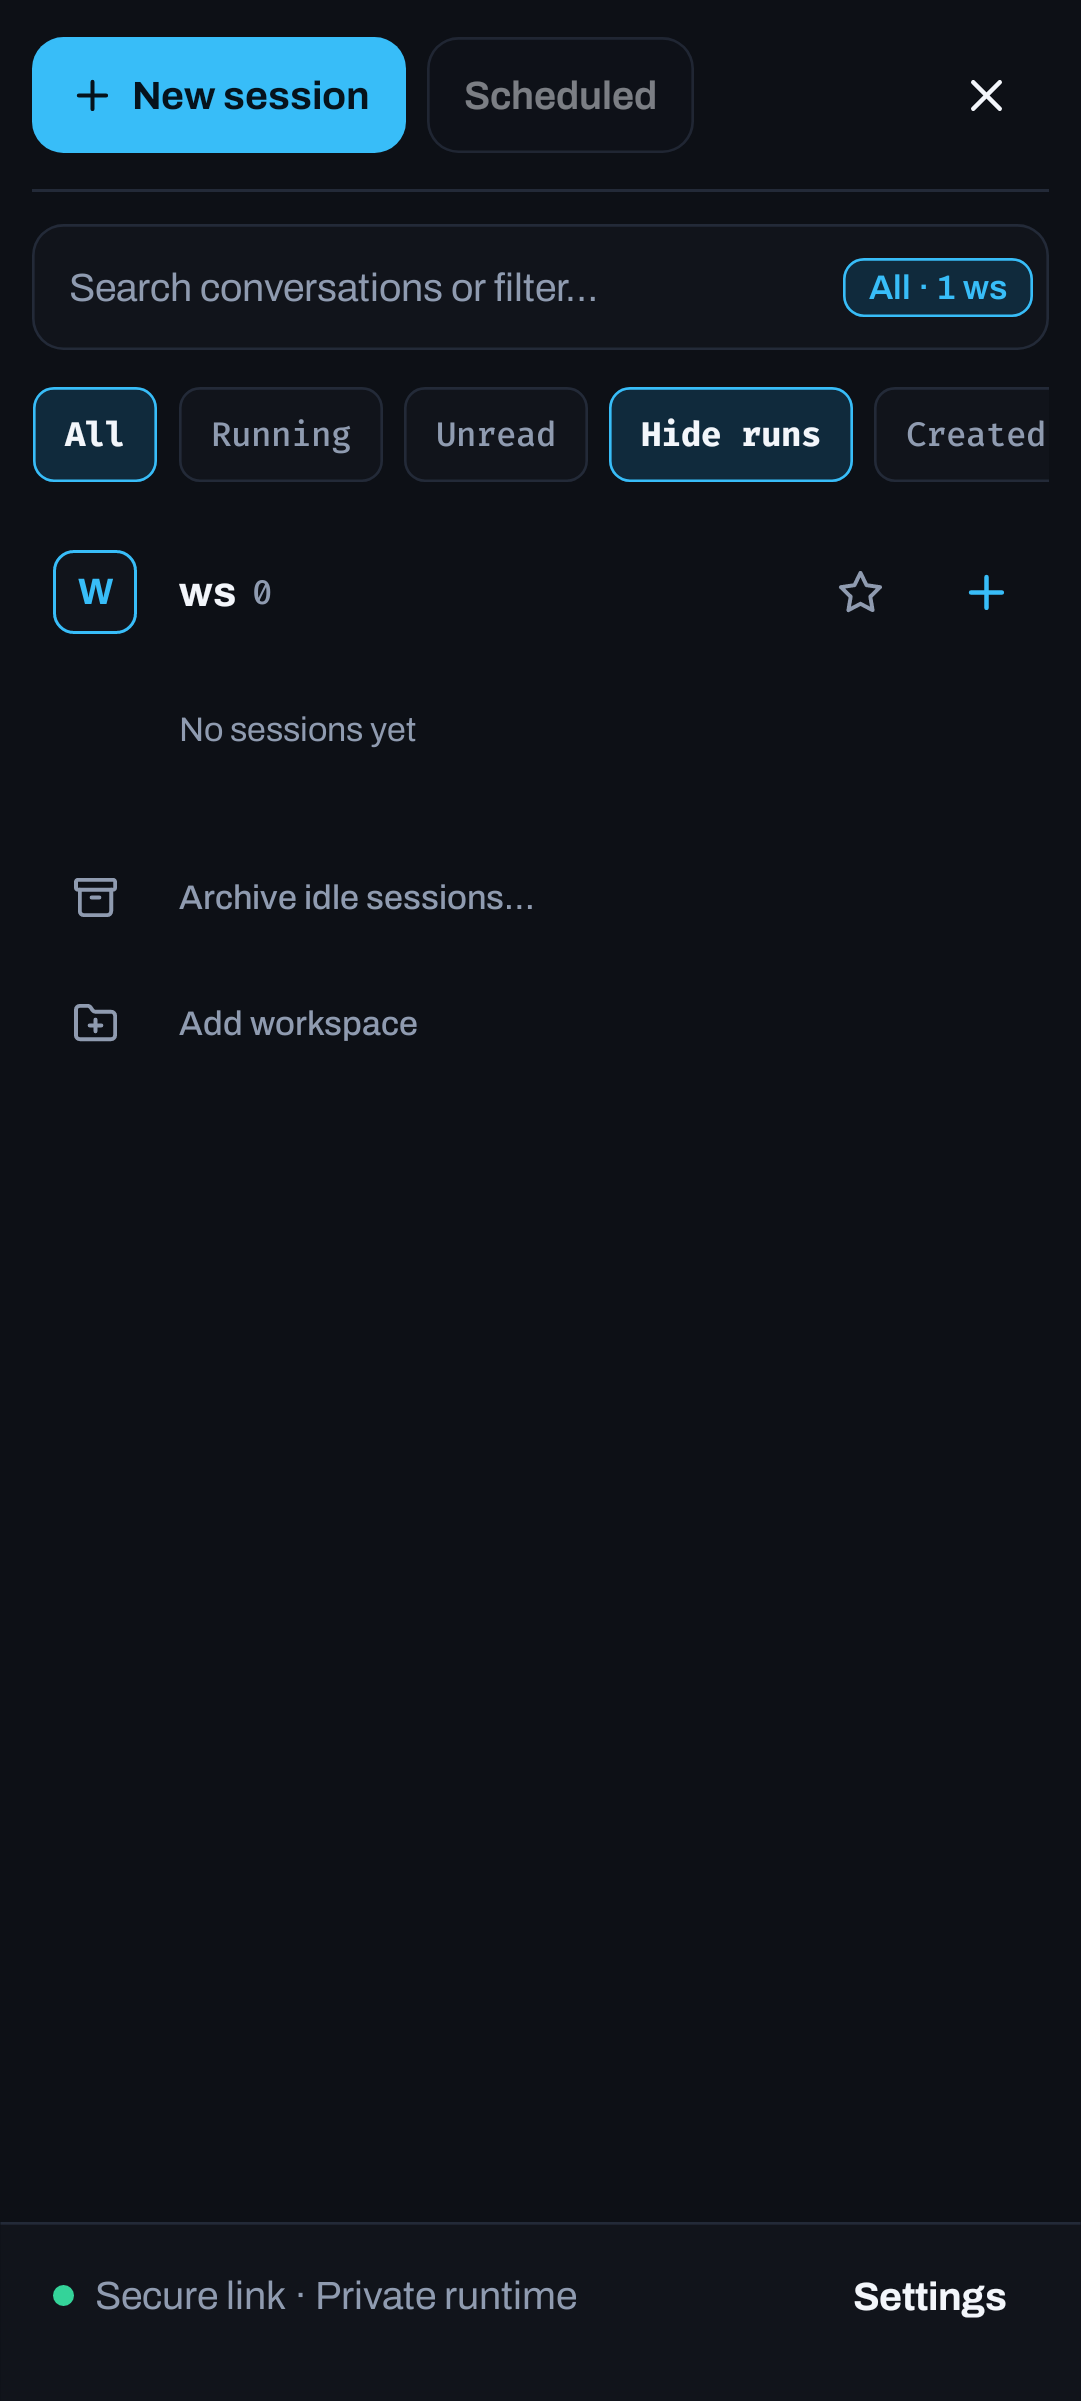 New session
Scheduled
Search conversations or filter...
All · 1 ws
All
Running
Unread
Hide runs
Created
W
ws 0
No sessions yet
Archive idle sessions...
Add workspace
Secure link · Private runtime
Settings